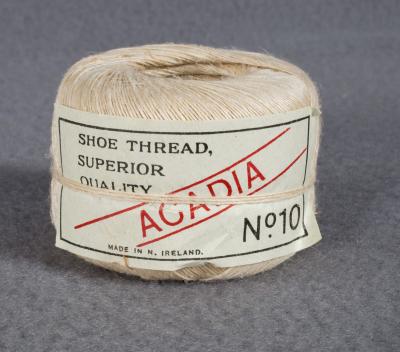 SHOE THREAD,
SUPERIOR
QUALITY
ACADIA
Nº10
MADE IN N. IRELAND.